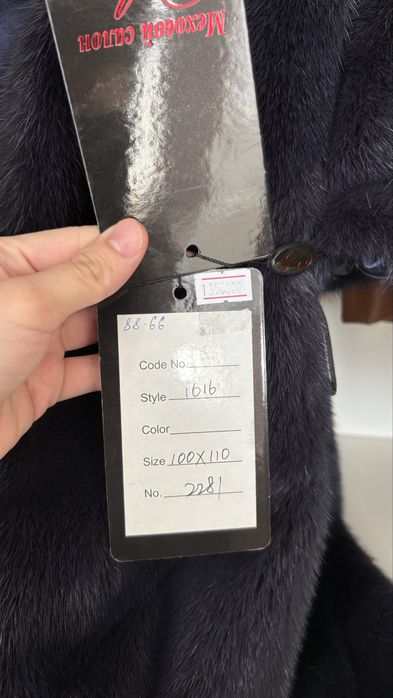 Меховой салон
1350000
88-66
Code No.
Style 1616
Color
Size 100X110
No. 2281